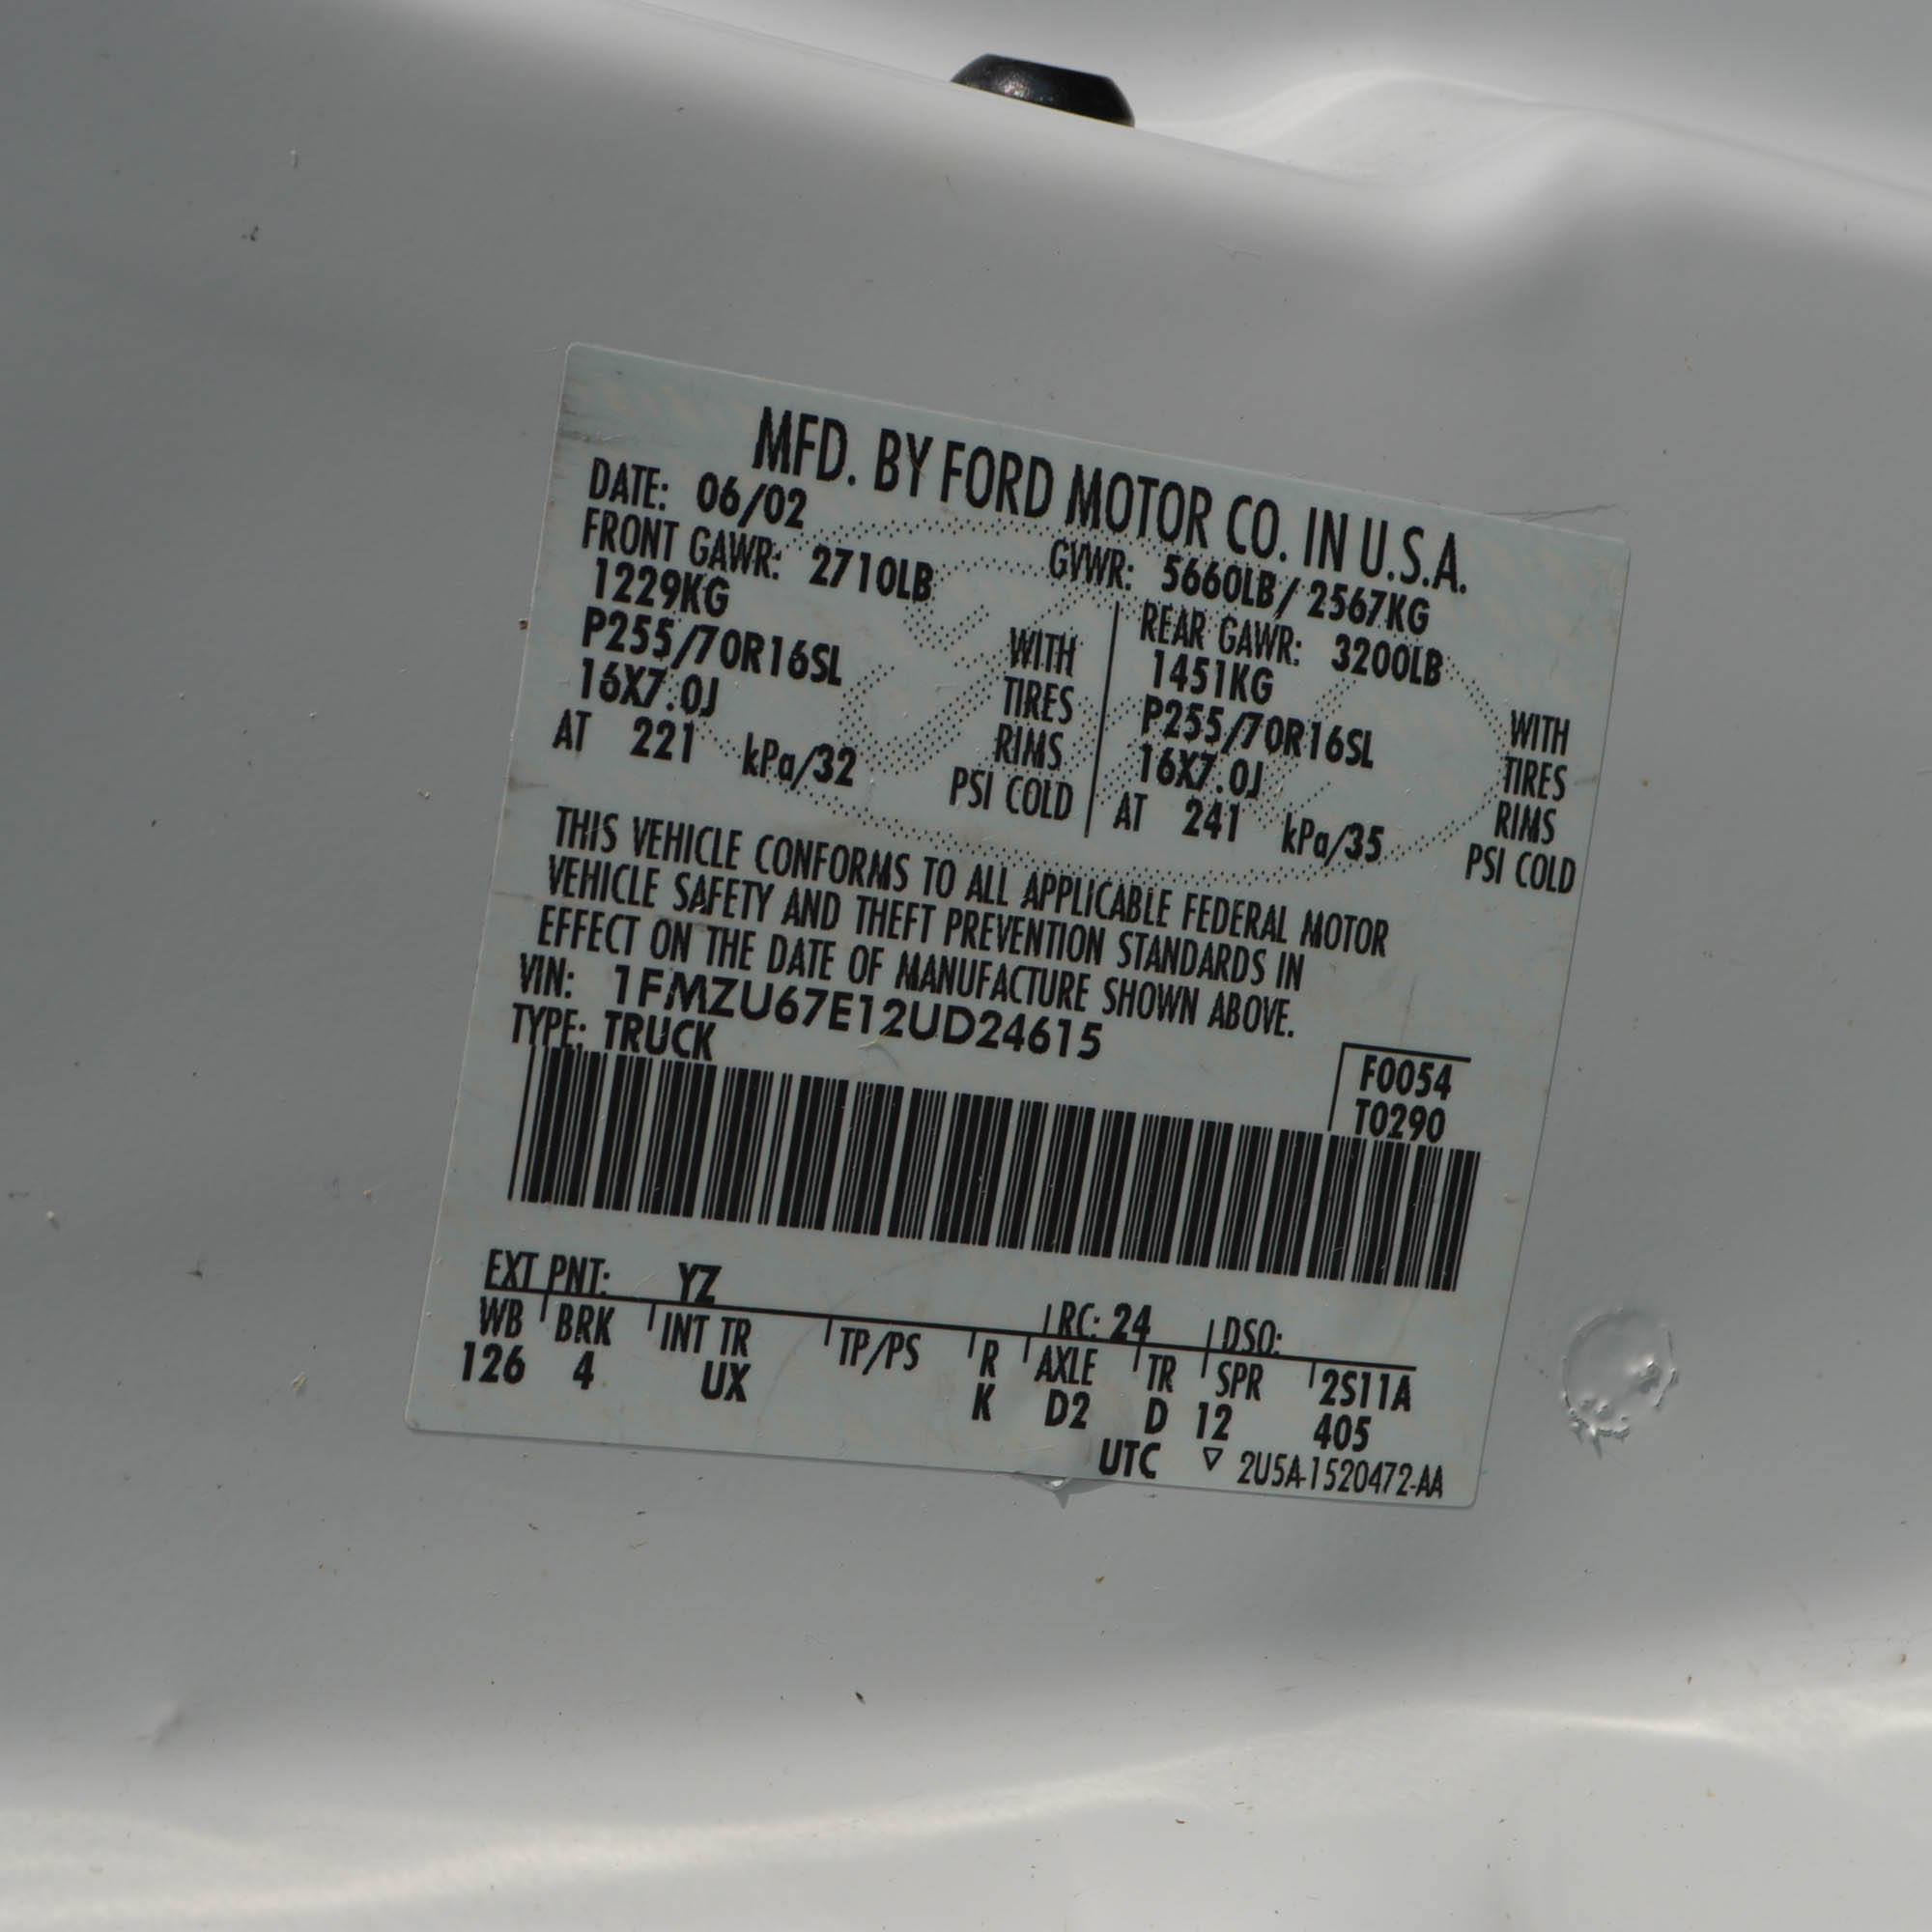 MFD. BY FORD MOTOR CO. IN U.S.A.
DATE: 06/02 GVWR: 5660LB/ 2567KG
FRONT GAWR: 2710LB REAR GAWR: 3200LB
1229KG WITH 1451KG WITH
P255/70R16SL TIRES P255/70R16SL TIRES
16X7.0J RIMS 16X7.0J RIMS
AT 221 kPa/32 PSI COLD AT 241 kPa/35 PSI COLD
THIS VEHICLE CONFORMS TO ALL APPLICABLE FEDERAL MOTOR
VEHICLE SAFETY AND THEFT PREVENTION STANDARDS IN
EFFECT ON THE DATE OF MANUFACTURE SHOWN ABOVE.
VIN: 1FMZU67E12UD24615
TYPE: TRUCK
F0054
T0290
EXT PNT: YZ RC: 24 DSO:
WB BRK INT TR TP/PS R AXLE TR SPR 2S11A
126 4 UX K D2 D 12 405
UTC ▽ 2U5A-1520472-AA